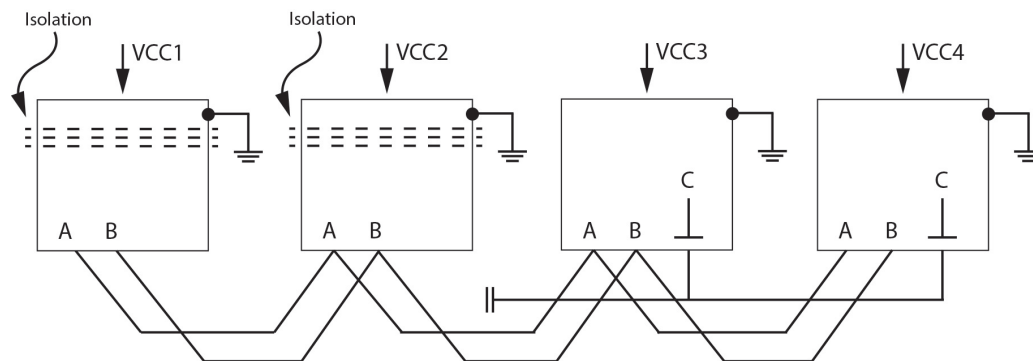 Isolation
Isolation
VCC1
VCC2
VCC3
VCC4
C
C
A B
A B
A B
A B